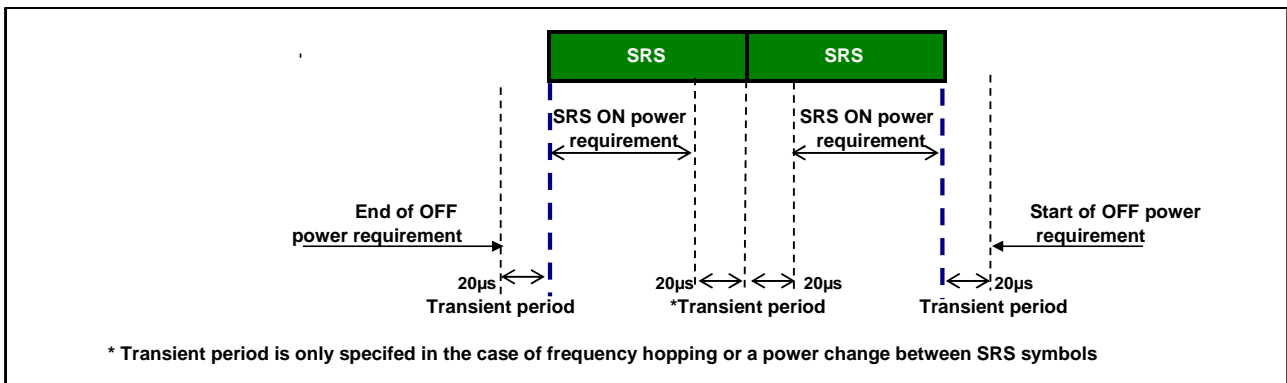 SRS SRS
SRS ON power requirement
SRS ON power requirement
End of OFF power requirement
Start of OFF power requirement
20µs 20µs 20µs 20µs
Transient period *Transient period Transient period
* Transient period is only specifed in the case of frequency hopping or a power change between SRS symbols